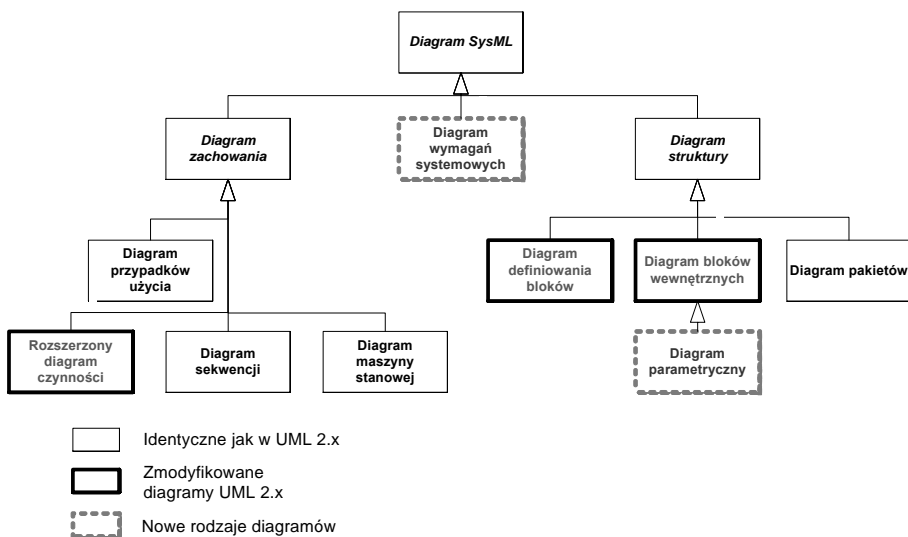 Diagram SysML
Diagram
zachowania
Diagram
wymagań
systemowych
Diagram
struktury
Diagram
przypadków
użycia
Diagram
definiowania
bloków
Diagram bloków
wewnętrznych
Diagram pakietów
Rozszerzony
diagram
czynności
Diagram
sekwencji
Diagram
maszyny
stanowej
Diagram
parametryczny
Identyczne jak w UML 2.x
Zmodyfikowane
diagramy UML 2.x
Nowe rodzaje diagramów